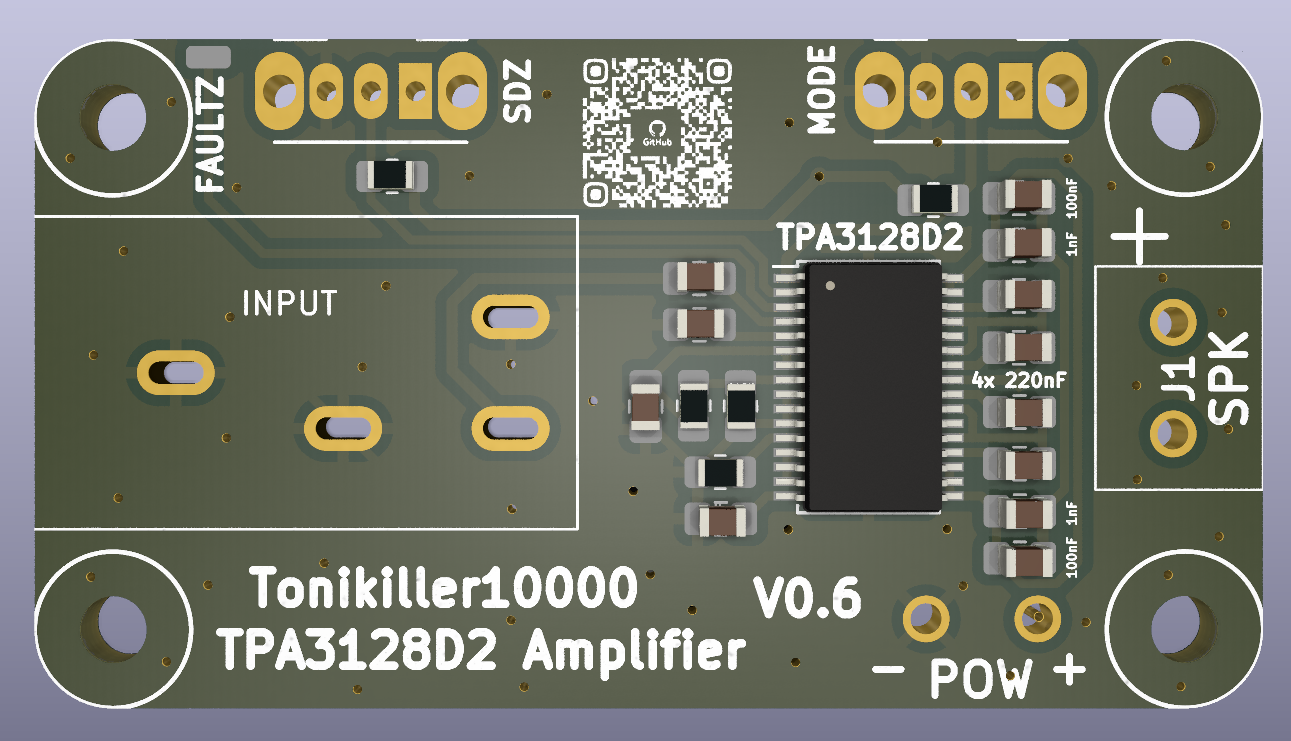 FAULTZ
SDZ
GitHub
MODE
100nF
1nF
TPA3128D2
INPUT
4x 220nF
J1
SPK
1nF
100nF
Tonikiller10000
TPA3128D2 Amplifier
V0.6
- POW +
+